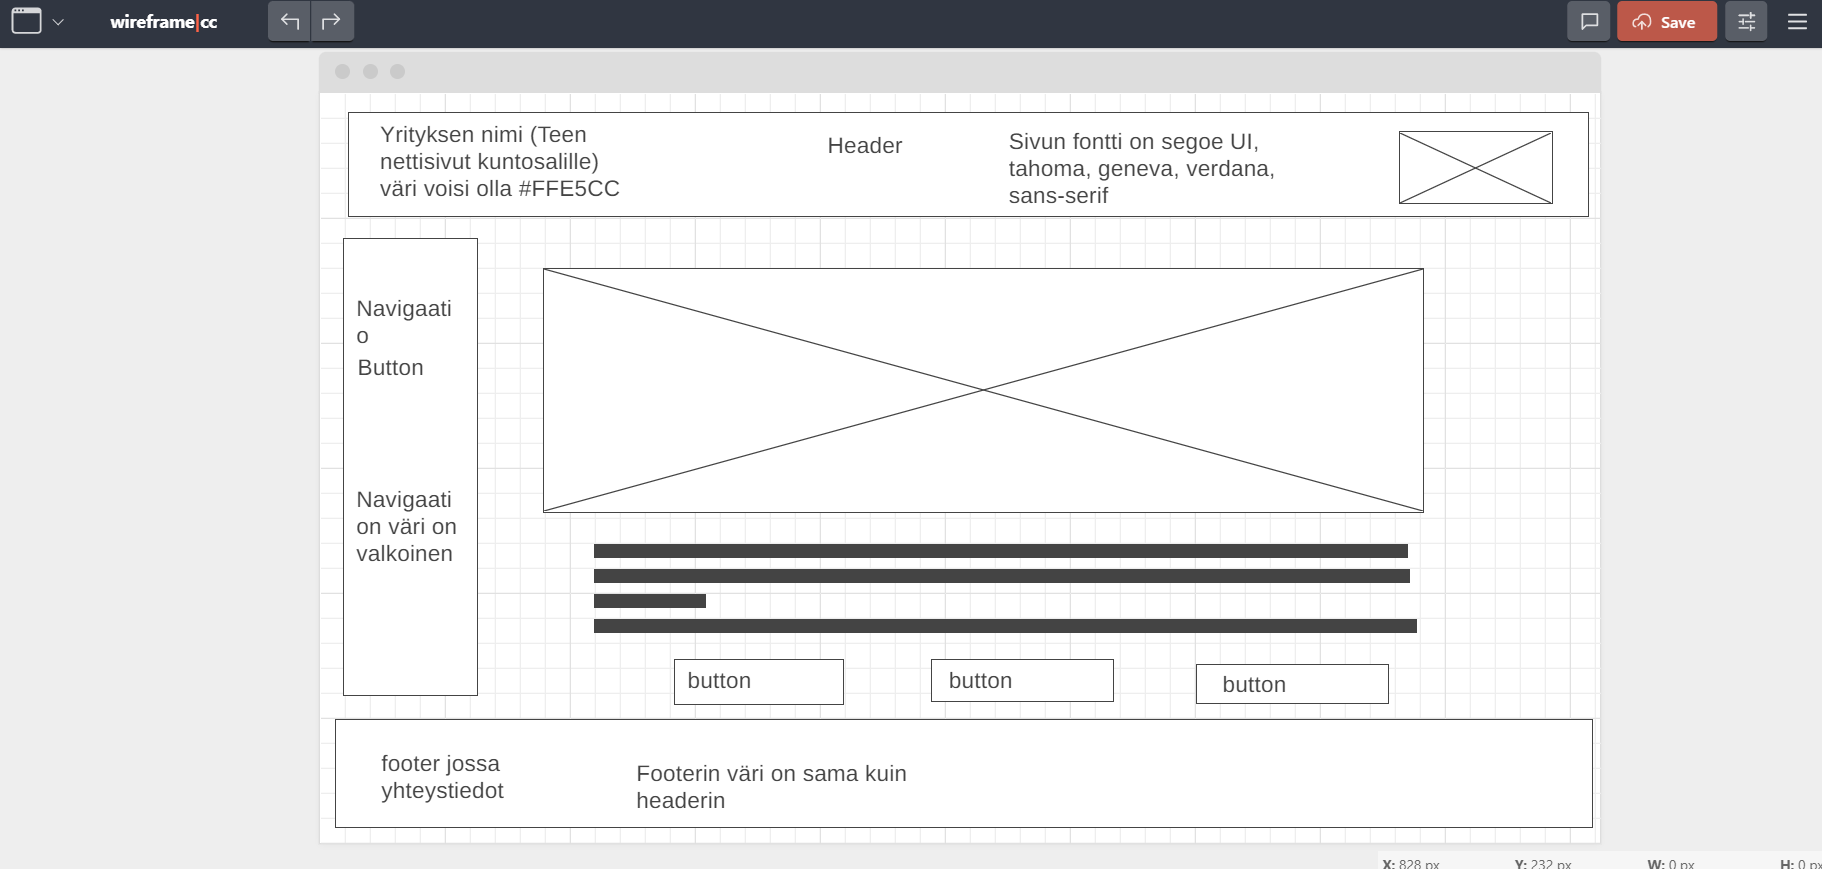 wireframe|cc
Save
Yrityksen nimi (Teen
nettisivut kuntosalille)
väri voisi olla #FFE5CC
Header
Sivun fontti on segoe UI,
tahoma, geneva, verdana,
sans-serif
Navigaati
o
Button
Navigaati
on väri on
valkoinen
button
button
button
footer jossa
yhteystiedot
Footerin väri on sama kuin
headerin
X: 828 px Y: 232 px W: 0 px H: 0 px